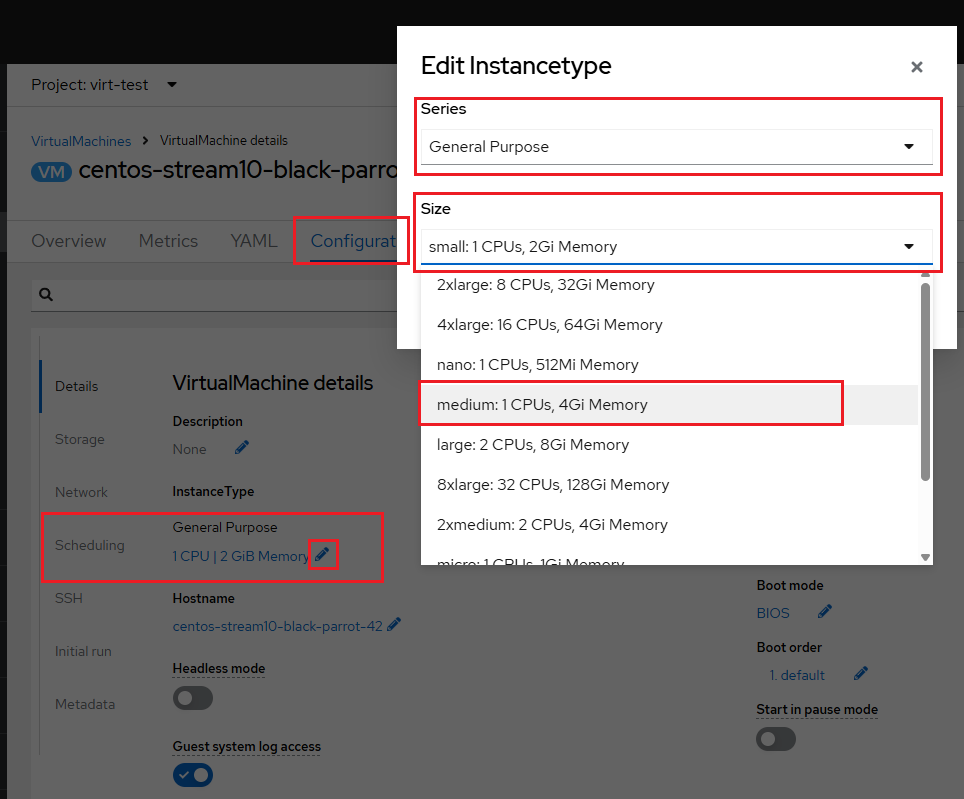 Project: virt-test
VirtualMachines
VirtualMachine details
VM
centos-stream10-black-parro
Overview
Metrics
YAML
Configurat
Details
Storage
Network
Scheduling
SSH
Initial run
Metadata
VirtualMachine details
Description
None
InstanceType
General Purpose
1 CPU | 2 GiB Memory
Hostname
centos-stream10-black-parrot-42
Headless mode
Guest system log access
Boot mode
BIOS
Boot order
1. default
Start in pause mode
Edit Instancetype
Series
General Purpose
Size
small: 1 CPUs, 2Gi Memory
2xlarge: 8 CPUs, 32Gi Memory
4xlarge: 16 CPUs, 64Gi Memory
nano: 1 CPUs, 512Mi Memory
medium: 1 CPUs, 4Gi Memory
large: 2 CPUs, 8Gi Memory
8xlarge: 32 CPUs, 128Gi Memory
2xmedium: 2 CPUs, 4Gi Memory
micro: 1 CPUs, 1Gi Memory